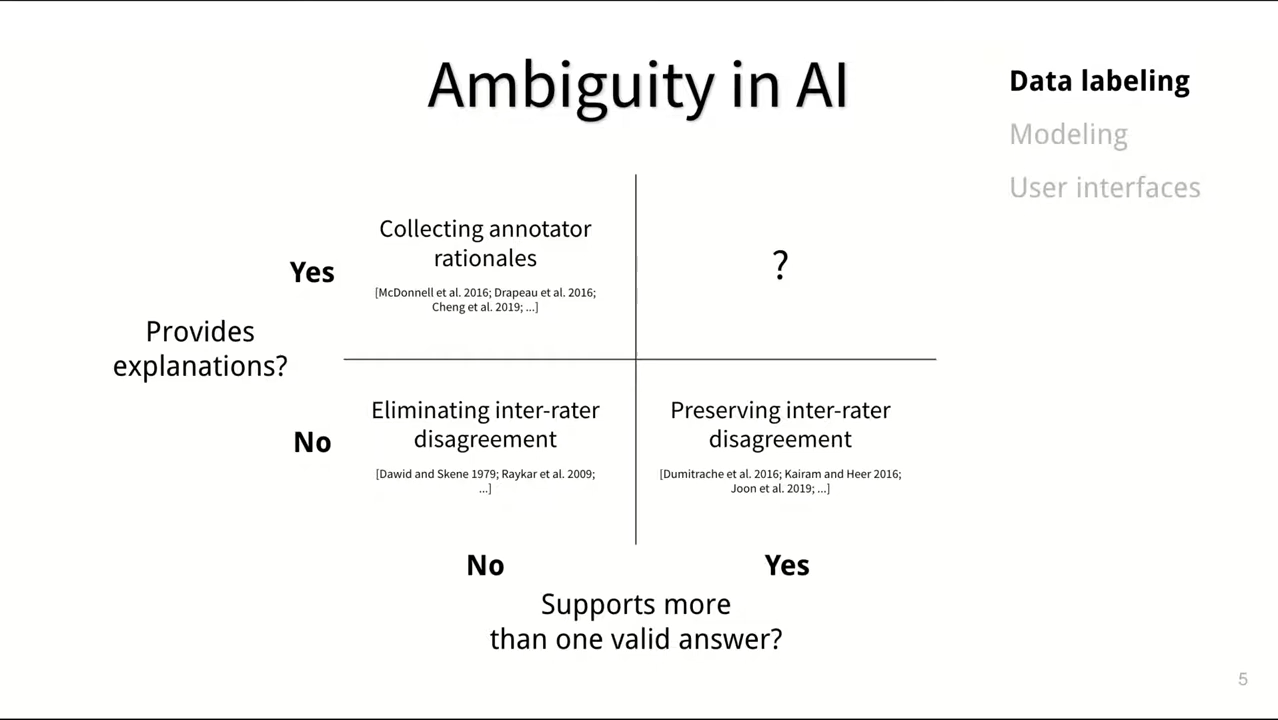 Ambiguity in AI
Data labeling
Modeling
User interfaces
Collecting annotator
rationales
[McDonnell et al. 2016; Drapeau et al. 2016;
Cheng et al. 2019; ...]
?
Yes
Provides
explanations?
No
Eliminating inter-rater
disagreement
[Dawid and Skene 1979; Raykar et al. 2009;
...]
Preserving inter-rater
disagreement
[Dumitrache et al. 2016; Kairam and Heer 2016;
Joon et al. 2019; ...]
No
Yes
Supports more
than one valid answer?
5